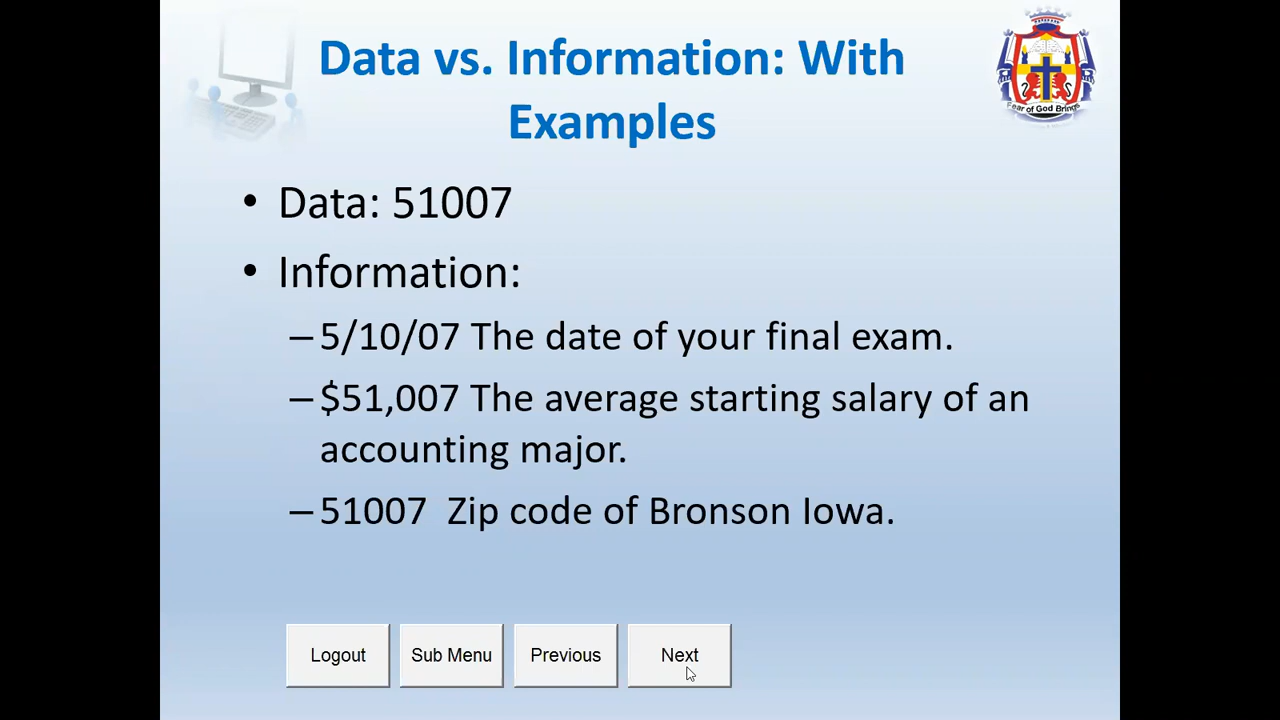 Data vs. Information: With
Examples
Fear of God Brings
• Data: 51007
• Information:
–5/10/07 The date of your final exam.
–$51,007 The average starting salary of an
accounting major.
–51007  Zip code of Bronson Iowa.
Logout
Sub Menu
Previous
Next